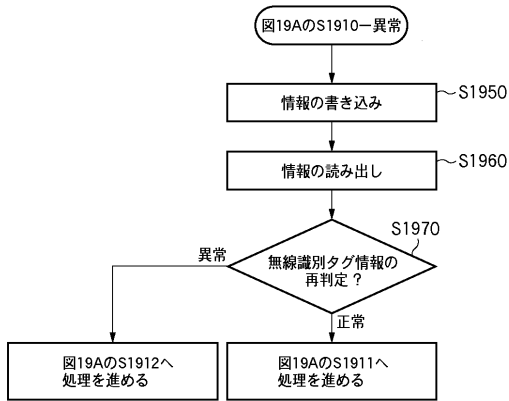 図19AのS1910ー異常
情報の書き込み
S1950
情報の読み出し
S1960
S1970
無線識別タグ情報の
再判定?
異常
正常
図19AのS1912へ
処理を進める
図19AのS1911へ
処理を進める